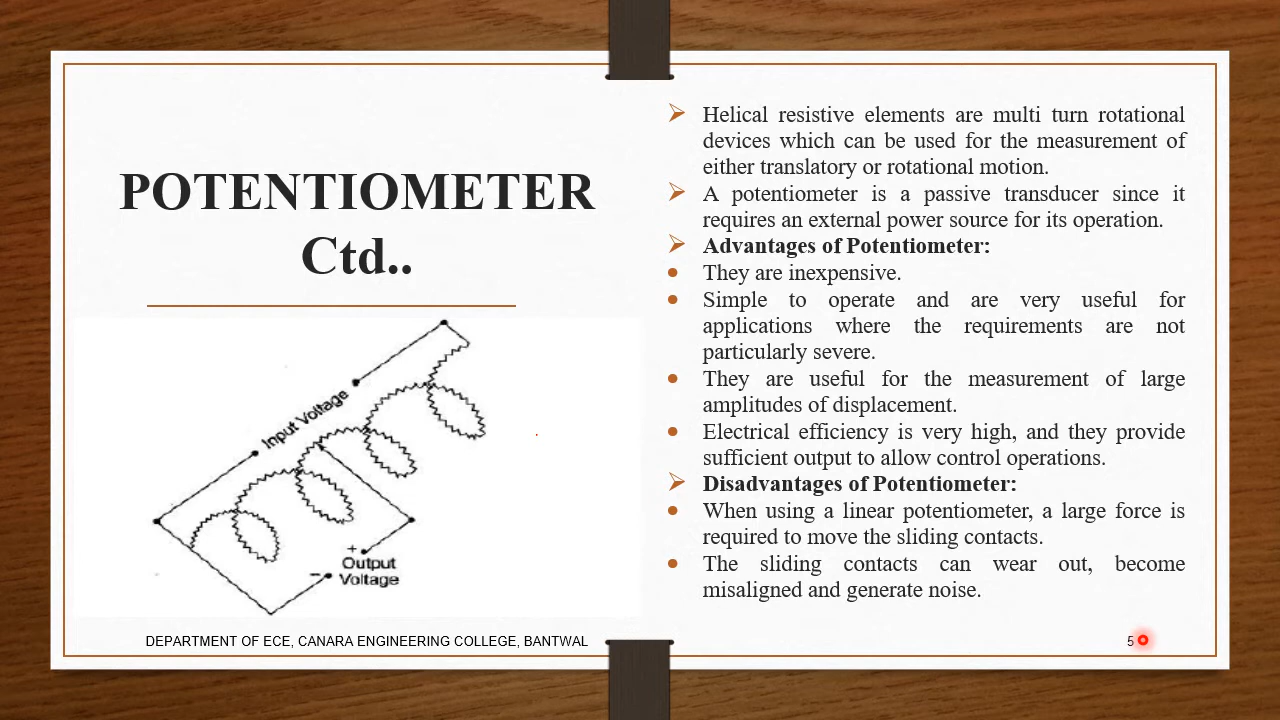 POTENTIOMETER
Ctd..
Input Voltage
+
Output
Voltage
−
Helical resistive elements are multi turn rotational
devices which can be used for the measurement of
either translatory or rotational motion.
A potentiometer is a passive transducer since it
requires an external power source for its operation.
Advantages of Potentiometer:
They are inexpensive.
Simple to operate and are very useful for
applications where the requirements are not
particularly severe.
They are useful for the measurement of large
amplitudes of displacement.
Electrical efficiency is very high, and they provide
sufficient output to allow control operations.
Disadvantages of Potentiometer:
When using a linear potentiometer, a large force is
required to move the sliding contacts.
The sliding contacts can wear out, become
misaligned and generate noise.
DEPARTMENT OF ECE, CANARA ENGINEERING COLLEGE, BANTWAL
5